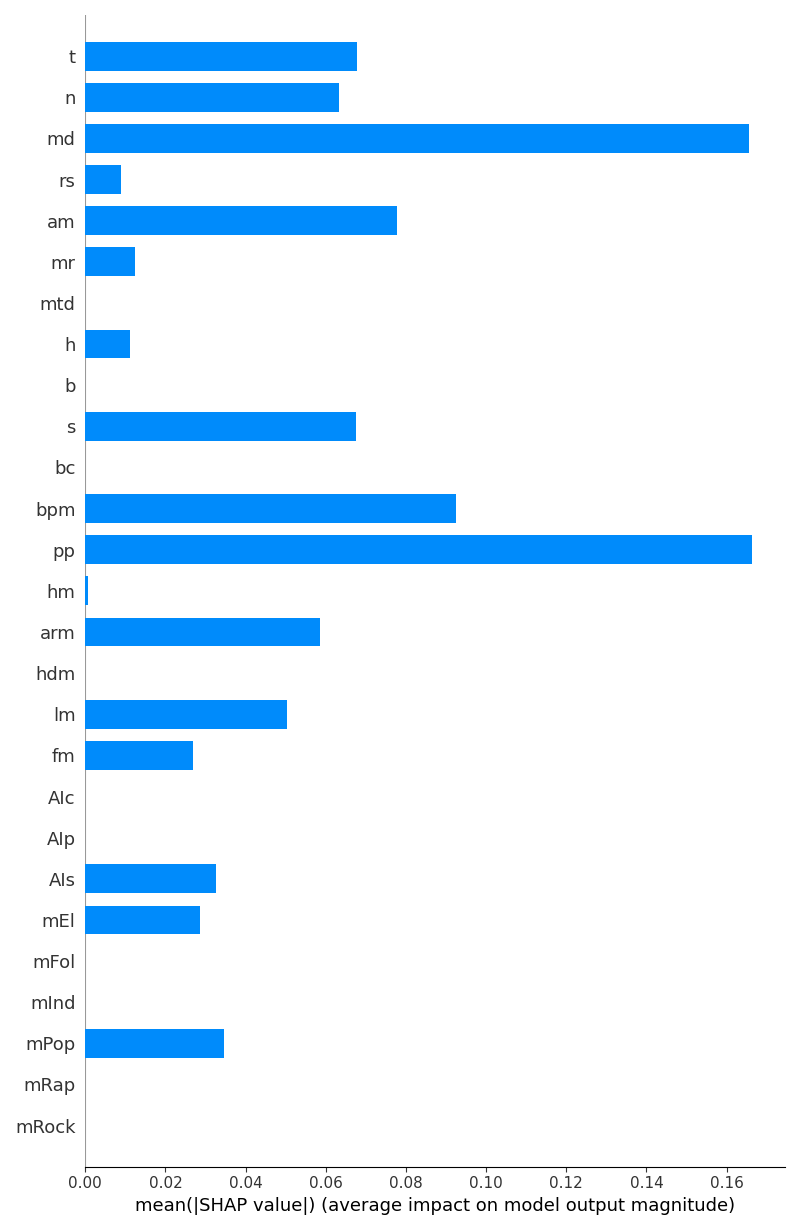 t
n
md
rs
am
mr
mtd
h
b
s
bc
bpm
pp
hm
arm
hdm
lm
fm
AIc
AIp
AIs
mEl
mFol
mInd
mPop
mRap
mRock
0.00 0.02 0.04 0.06 0.08 0.10 0.12 0.14 0.16
mean(|SHAP value|) (average impact on model output magnitude)